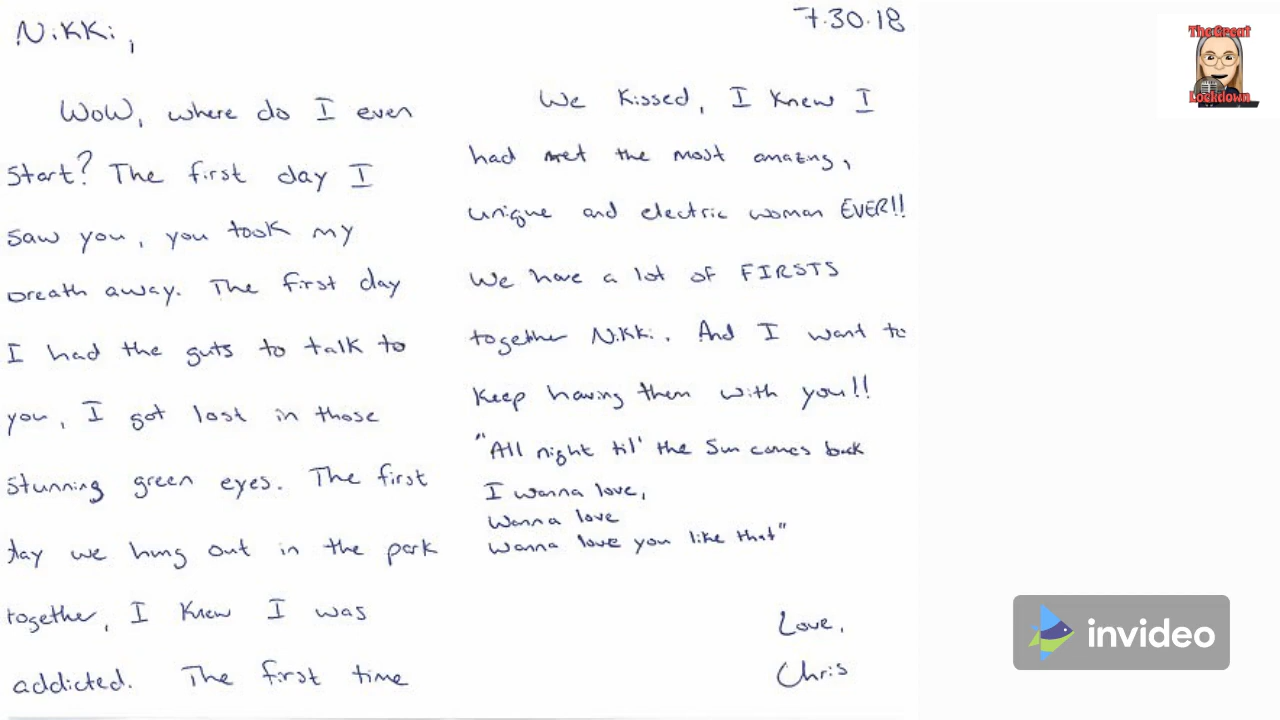 Nikki,
7.30.18
Wow, where do I even
start? The first day I
saw you, you took my
breath away. The first day
I had the guts to talk to
you, I got lost in those
stunning green eyes. The first
day we hung out in the park
together, I knew I was
addicted. The first time
We kissed, I knew I
had met the most amazing,
unique and electric woman EVER!!
We have a lot of FIRSTS
together Nikki. And I want to
keep having them with you!!
"All night til' the sun comes back
I wanna love,
wanna love
wanna love you like that"
Love,
Chris
The Great
Lockdown
invideo